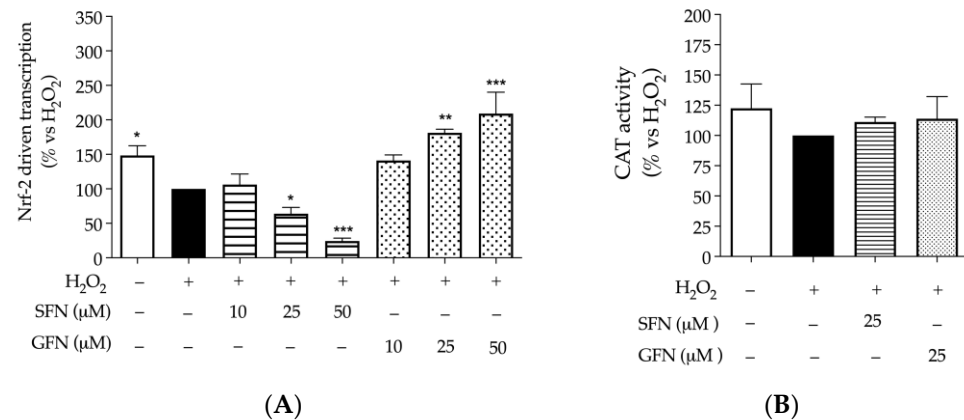 Nrf-2 driven transcription
(% vs H₂O₂)
350
300
250
200
150
100
50
0
*
*
***
**
***
H₂O₂ – + + + + + + +
SFN (μM) – – 10 25 50 – – –
GFN (μM) – – – – – 10 25 50
(A)
CAT activity
(% vs H₂O₂)
200
175
150
125
100
75
50
25
0
H₂O₂ – + + +
SFN (μM ) – – 25 –
GFN (μM ) – – – 25
(B)